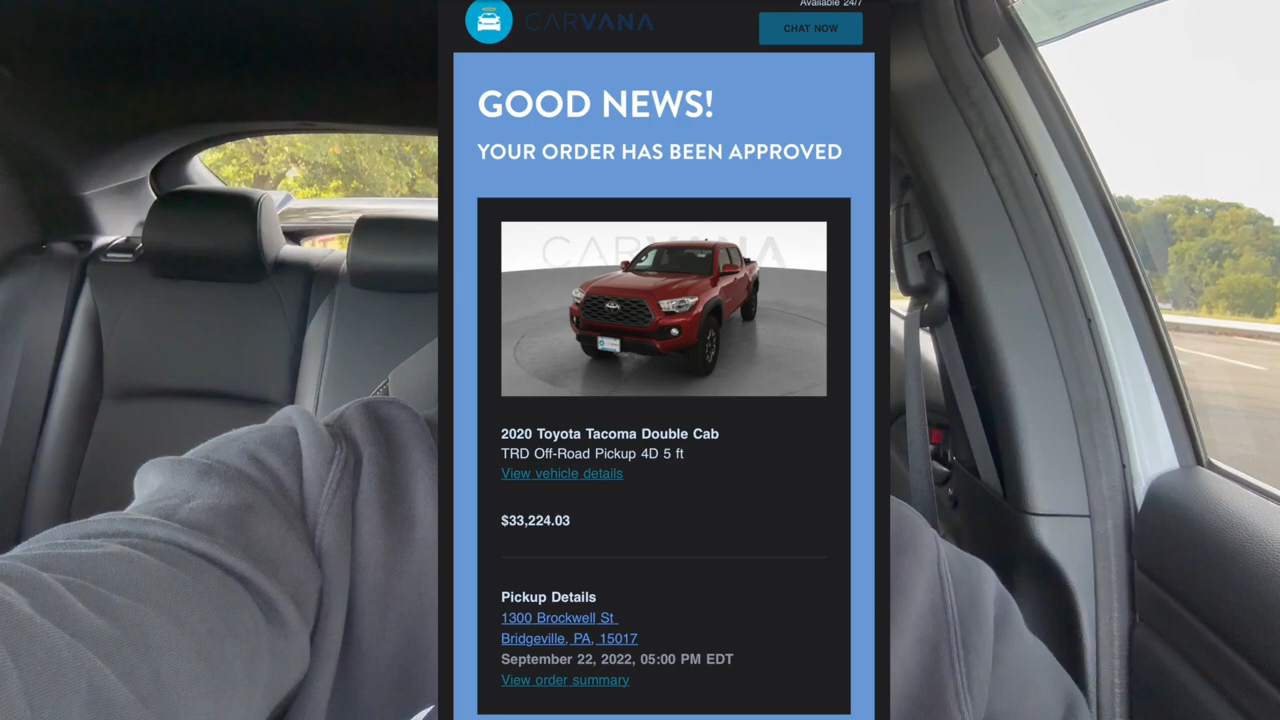 Available 24/7
CARVANA
CHAT NOW
GOOD NEWS!
YOUR ORDER HAS BEEN APPROVED
CARVANA
2020 Toyota Tacoma Double Cab
TRD Off-Road Pickup 4D 5 ft
View vehicle details
$33,224.03
Pickup Details
1300 Brockwell St
Bridgeville, PA, 15017
September 22, 2022, 05:00 PM EDT
View order summary